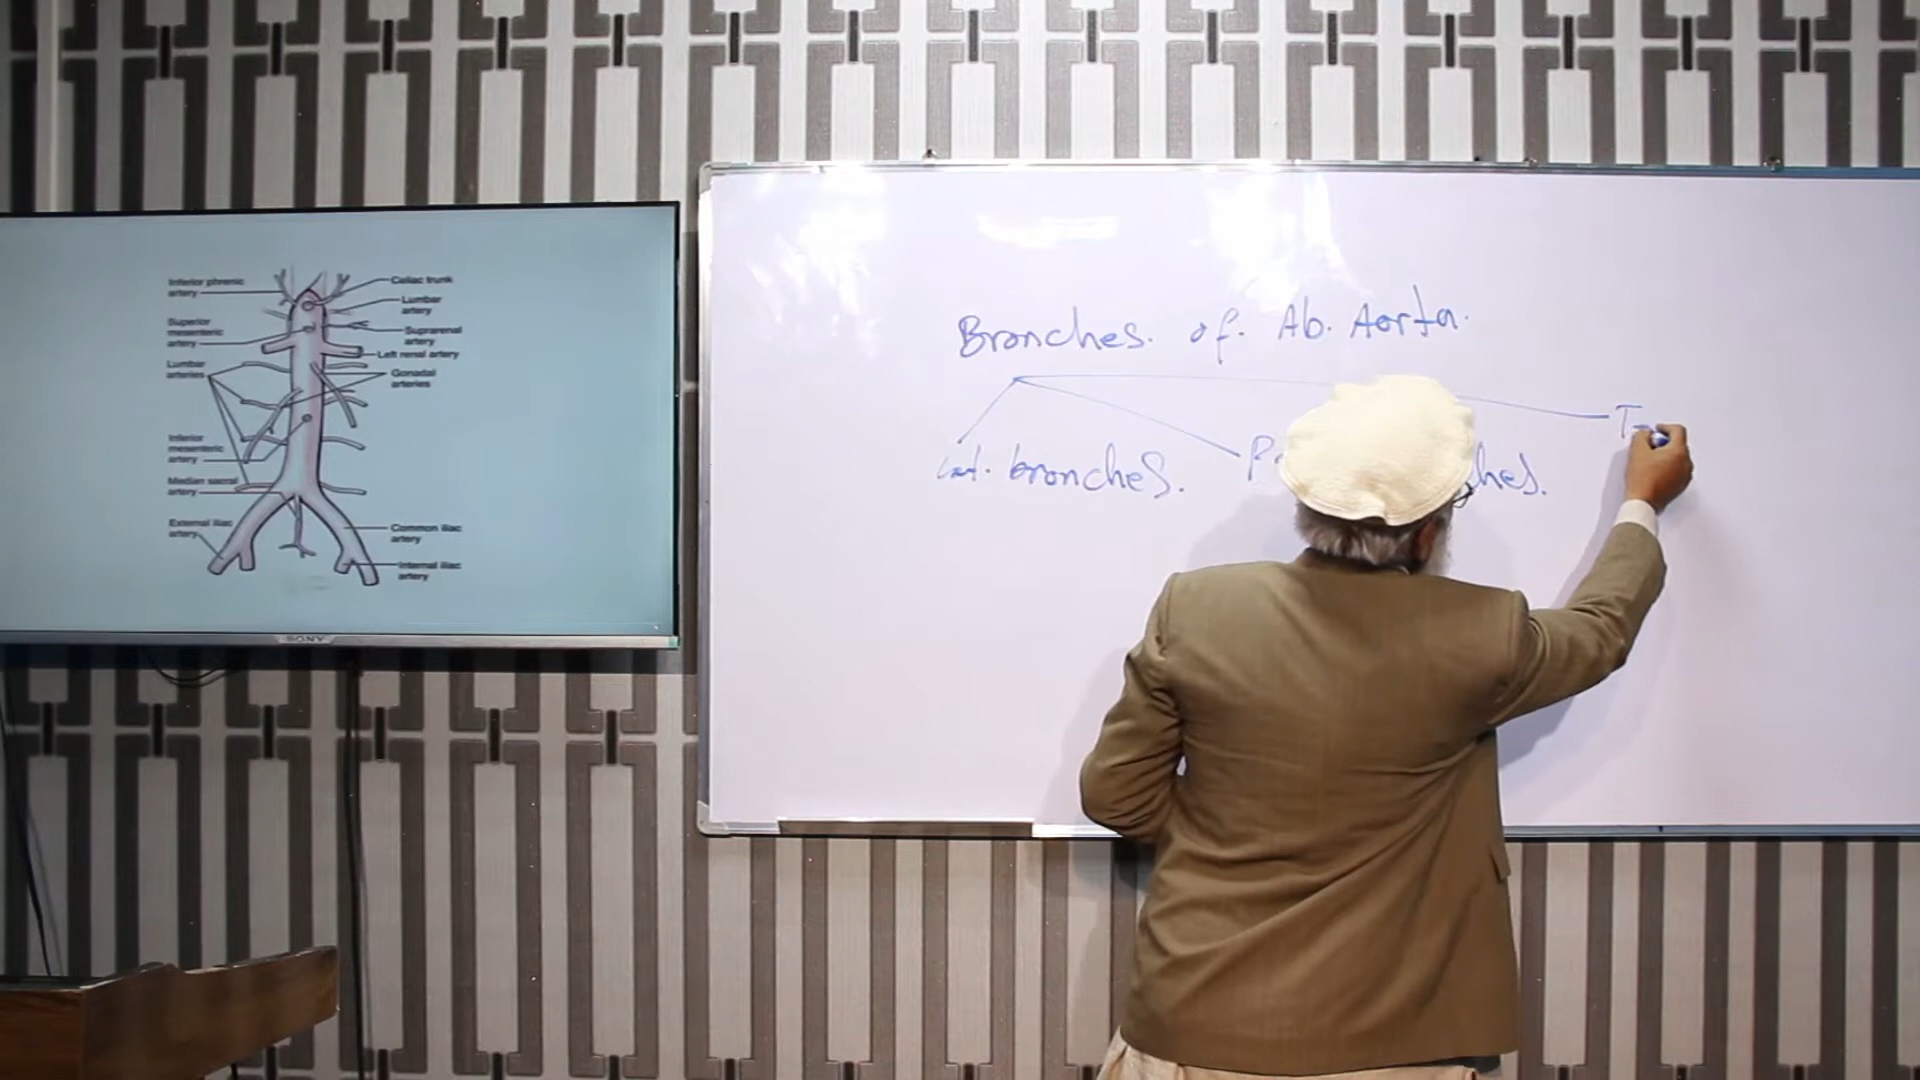 Inferior phrenic
artery
Superior
mesenteric
artery
Lumbar
arteries
Inferior
mesenteric
artery
Median sacral
artery
External iliac
artery
Celiac trunk
Lumbar
artery
Suprarenal
artery
Left renal artery
Gonadal
arteries
Common iliac
artery
Internal iliac
artery
SONY
Branches. of. Ab. Aorta.
branches.